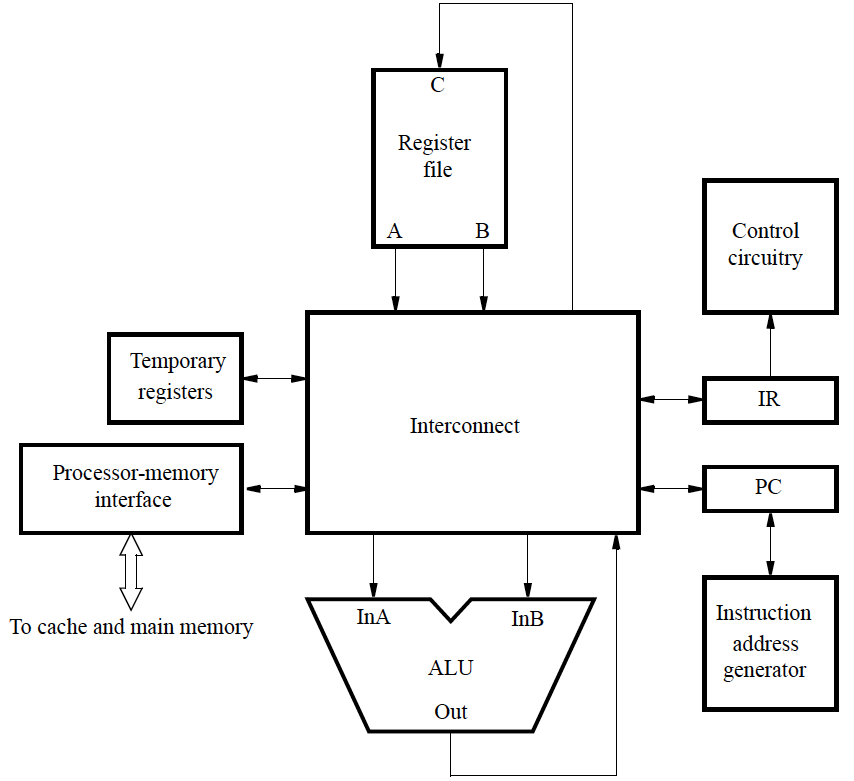 C
Register
file
A
B
Control
circuitry
Temporary
registers
IR
Interconnect
Processor-memory
interface
PC
To cache and main memory
InA
InB
ALU
Out
Instruction
address
generator